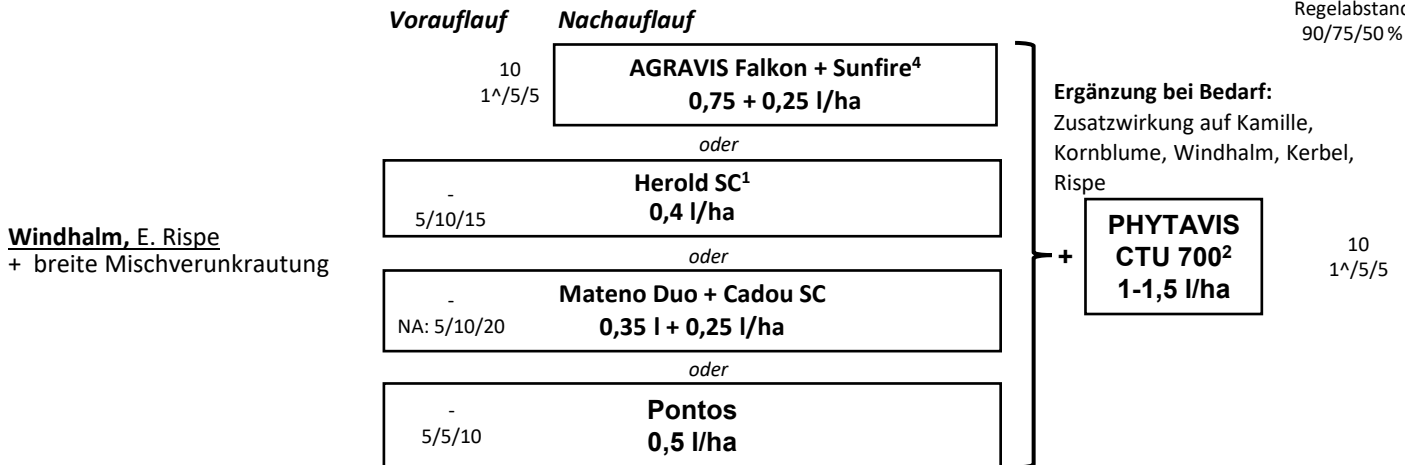 Vorauflauf Nachauflauf
Regelabstand
90/75/50 %
10
1^/5/5
AGRAVIS Falkon + Sunfire⁴
0,75 + 0,25 l/ha
oder
-
5/10/15
Herold SC¹
0,4 l/ha
oder
-
NA: 5/10/20
Mateno Duo + Cadou SC
0,35 l + 0,25 l/ha
oder
-
5/5/10
Pontos
0,5 l/ha
Windhalm, E. Rispe
+ breite Mischverunkrautung
Ergänzung bei Bedarf:
Zusatzwirkung auf Kamille,
Kornblume, Windhalm, Kerbel,
Rispe
+
PHYTAVIS
CTU 700²
1-1,5 l/ha
10
1^/5/5